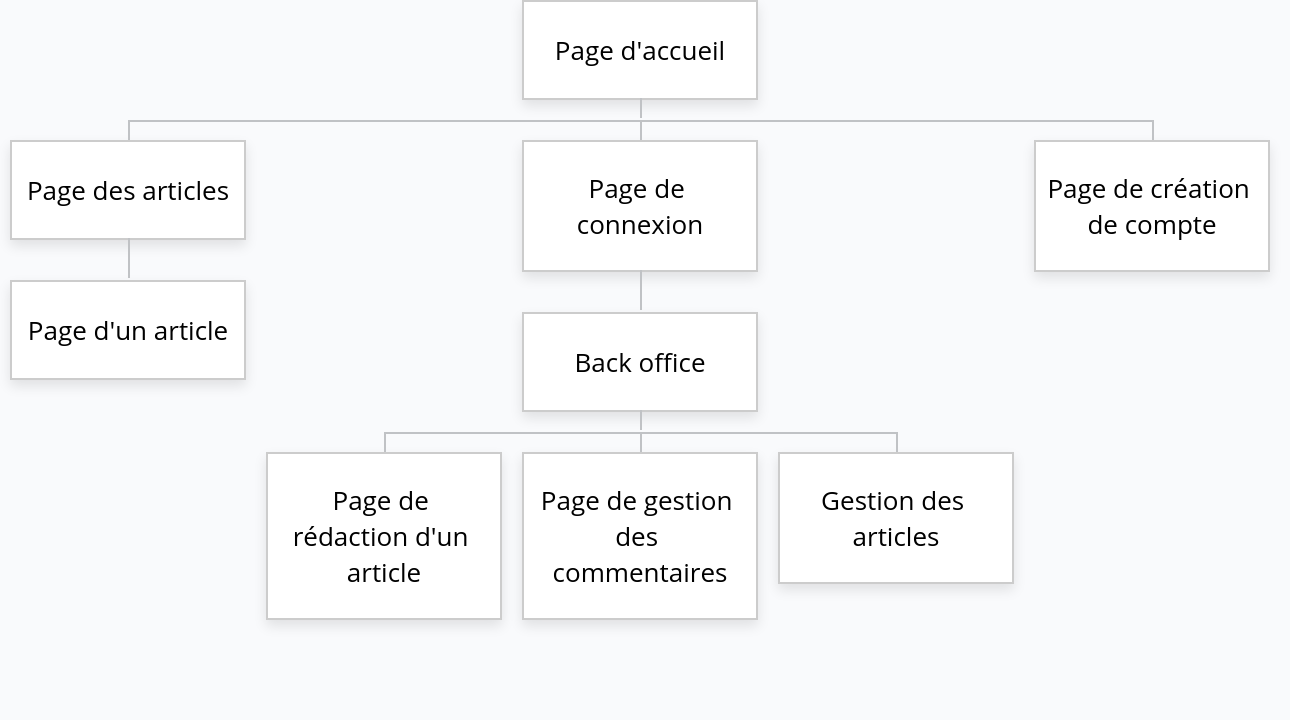 Page d'accueil
Page des articles
Page de
connexion
Page de création
de compte
Page d'un article
Back office
Page de
rédaction d'un
article
Page de gestion
des
commentaires
Gestion des
articles